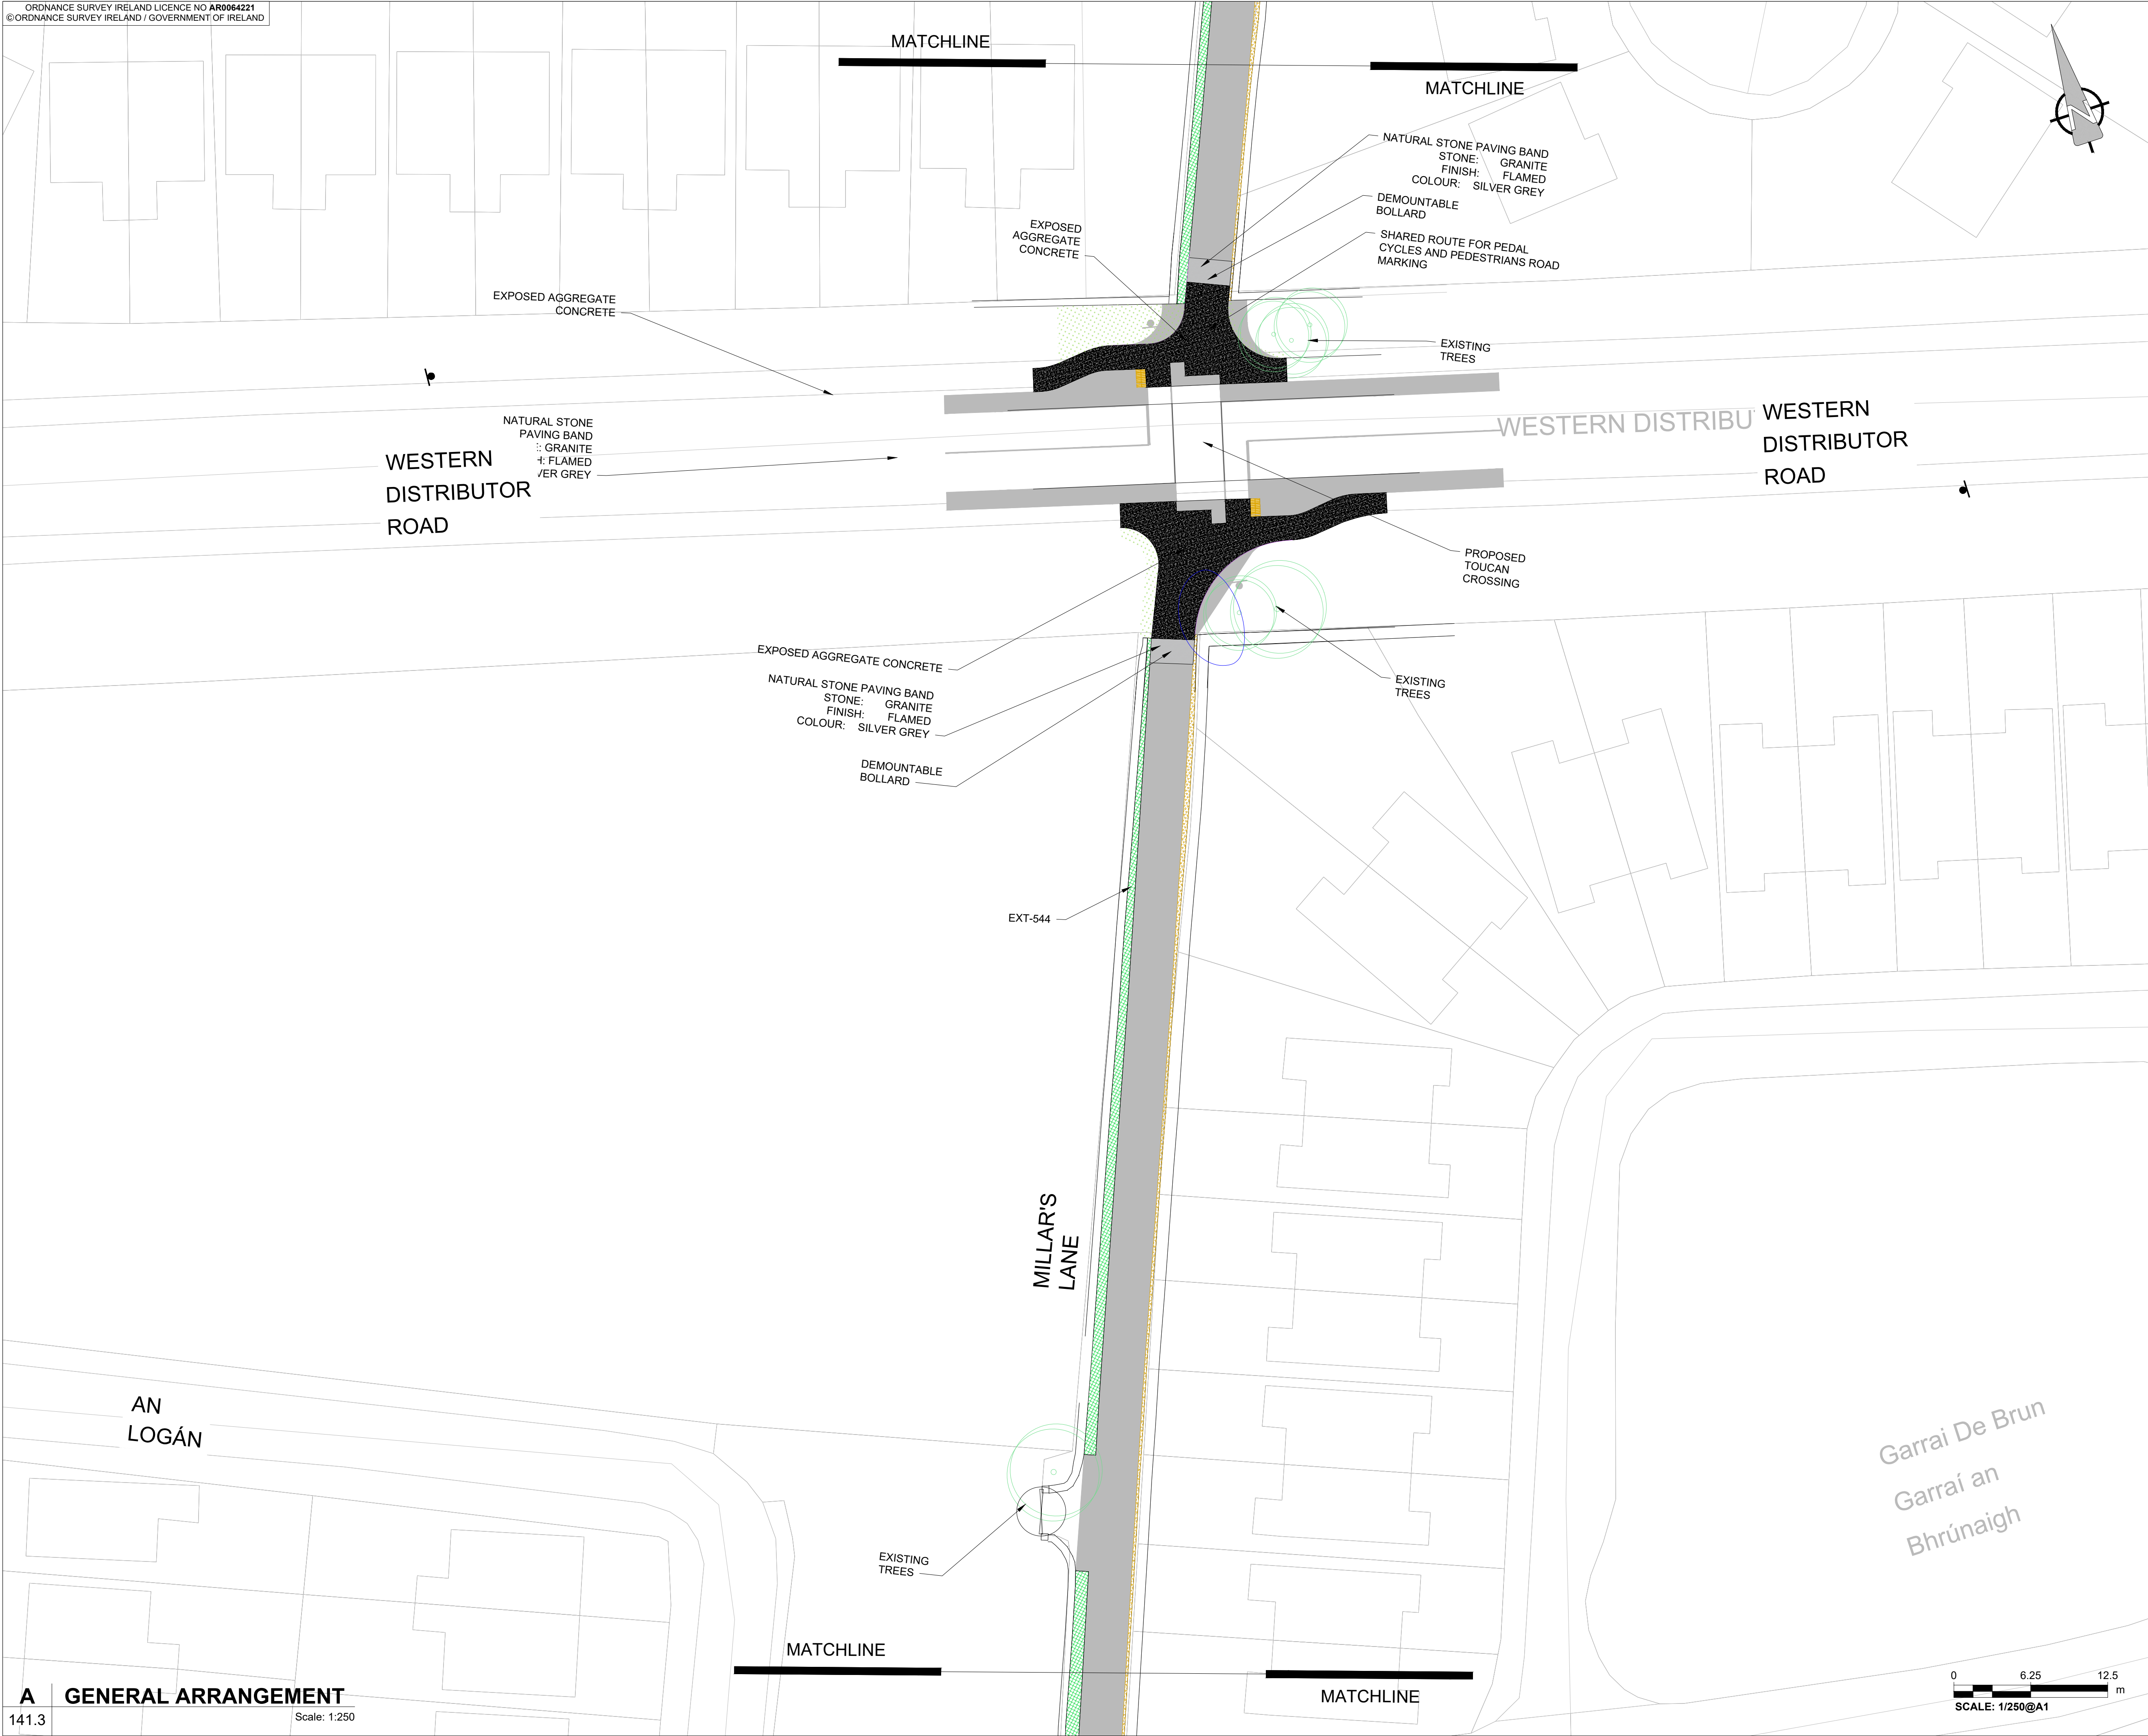 ORDNANCE SURVEY IRELAND LICENCE NO AR0064221
©ORDNANCE SURVEY IRELAND / GOVERNMENT OF IRELAND
MATCHLINE
MATCHLINE
N
NATURAL STONE PAVING BAND
STONE: GRANITE
FINISH: FLAMED
COLOUR: SILVER GREY
DEMOUNTABLE
BOLLARD
SHARED ROUTE FOR PEDAL
CYCLES AND PEDESTRIANS ROAD
MARKING
EXPOSED
AGGREGATE
CONCRETE
EXPOSED AGGREGATE
CONCRETE
EXISTING
TREES
NATURAL STONE
PAVING BAND
: GRANITE
H: FLAMED
VER GREY
WESTERN
DISTRIBUTOR
ROAD
WESTERN DISTRIBU
WESTERN
DISTRIBUTOR
ROAD
PROPOSED
TOUCAN
CROSSING
EXPOSED AGGREGATE CONCRETE
NATURAL STONE PAVING BAND
STONE: GRANITE
FINISH: FLAMED
COLOUR: SILVER GREY
DEMOUNTABLE
BOLLARD
EXISTING
TREES
EXT-544
MILLAR'S
LANE
AN
LOGÁN
Garrai De Brun
Garraí an
Bhrúnaigh
EXISTING
TREES
MATCHLINE
MATCHLINE
A GENERAL ARRANGEMENT
141.3 Scale: 1:250
0 6.25 12.5
m
SCALE: 1/250@A1